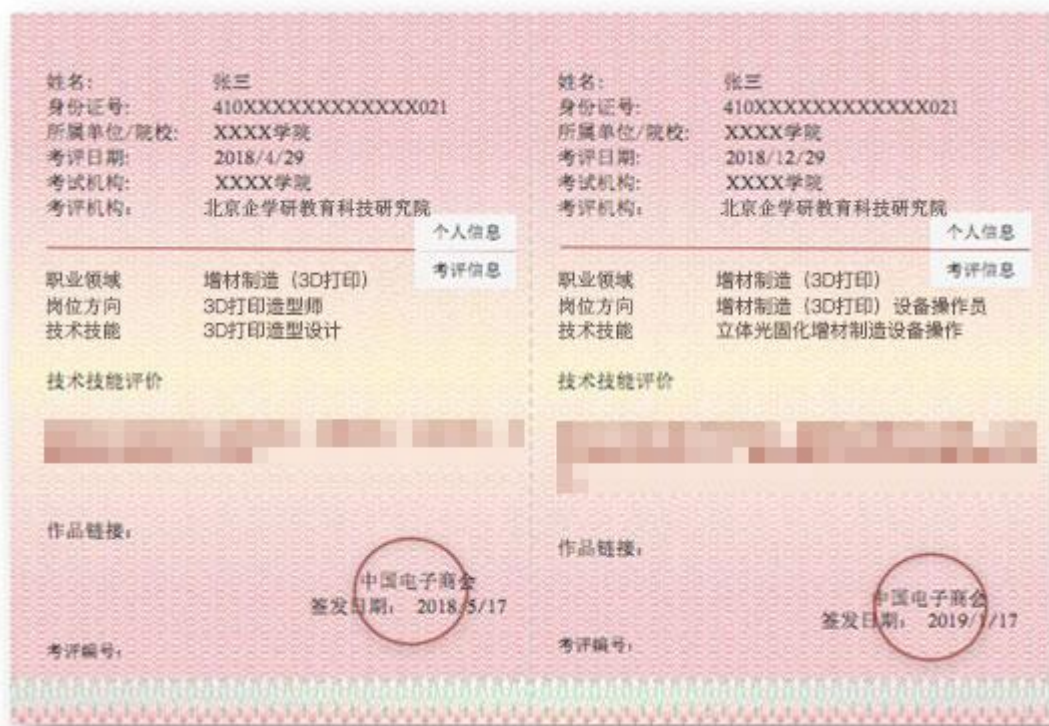 姓名: 张三
身份证号: 410XXXXXXXXXXXXX021
所属单位/院校: XXXX学院
考评日期: 2018/4/29
考试机构: XXXX学院
考评机构: 北京企学研教育科技研究院
个人信息
考评信息
职业领域 增材制造（3D打印）
岗位方向 3D打印造型师
技术技能 3D打印造型设计
技术技能评价
作品链接:
中国电子商会
签发日期: 2018/5/17
考评编号:
姓名: 张三
身份证号: 410XXXXXXXXXXXXX021
所属单位/院校: XXXX学院
考评日期: 2018/12/29
考试机构: XXXX学院
考评机构: 北京企学研教育科技研究院
个人信息
考评信息
职业领域 增材制造（3D打印）
岗位方向 增材制造（3D打印）设备操作员
技术技能 立体光固化增材制造设备操作
技术技能评价
作品链接:
中国电子商会
签发日期: 2019/1/17
考评编号: